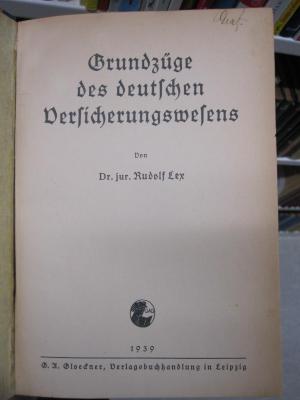 Grundzüge
des deutschen
Versicherungswesens
Von
Dr. jur. Rudolf Lex
1939
G. A. Gloeckner, Verlagsbuchhandlung in Leipzig